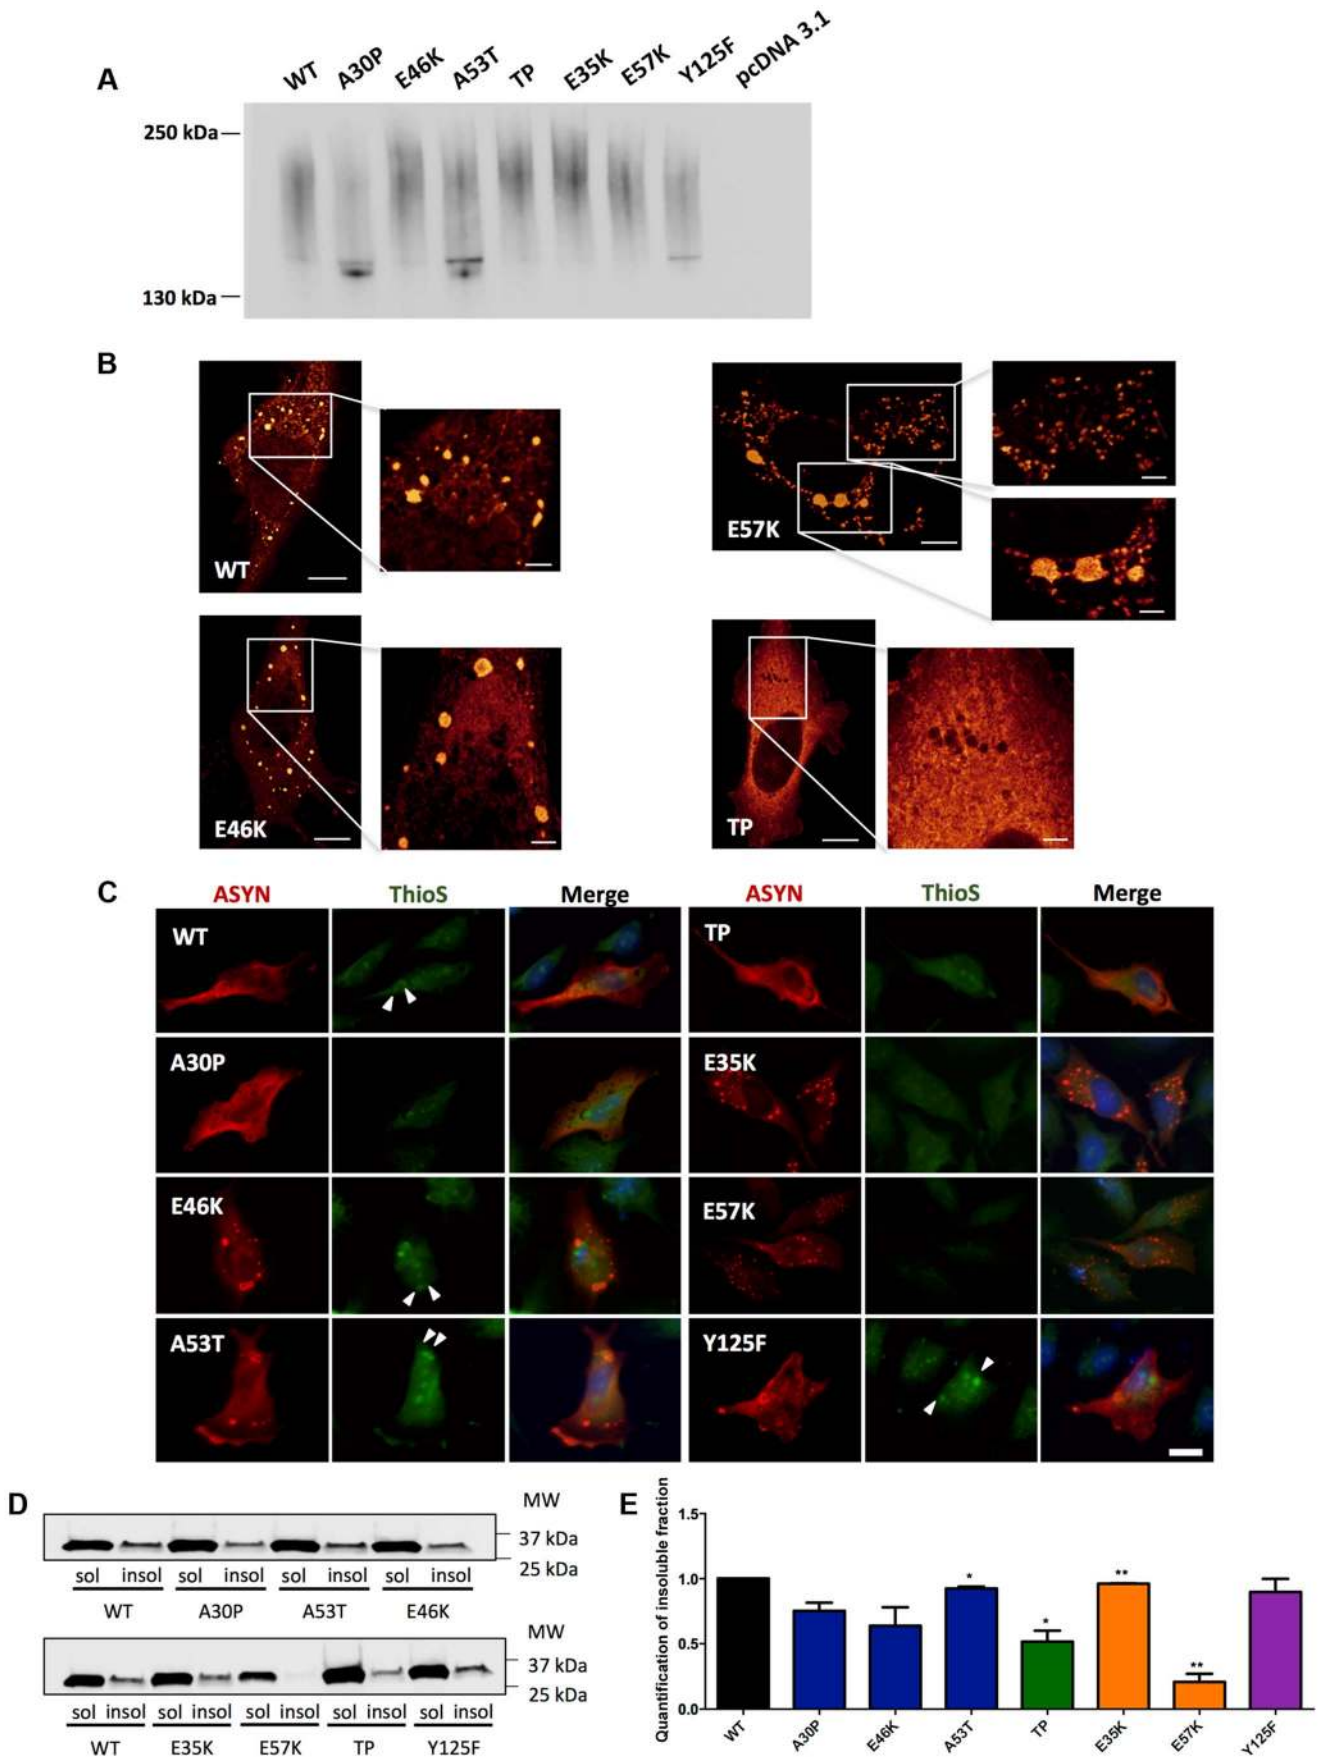 A
WT A30P E46K A53T TP E35K E57K Y125F pcDNA 3.1
250 kDa
130 kDa
B
WT
E57K
E46K
TP
C
ASYN ThioS Merge ASYN ThioS Merge
WT TP
A30P E35K
E46K E57K
A53T Y125F
D
MW
37 kDa
25 kDa
sol insol sol insol sol insol sol insol
WT A30P A53T E46K
MW
37 kDa
25 kDa
sol insol sol insol sol insol sol insol sol insol
WT E35K E57K TP Y125F
E
Quantification of insoluble fraction
1.5
1.0
0.5
0.0
* * ** **
WT A30P E46K A53T TP E35K E57K Y125F